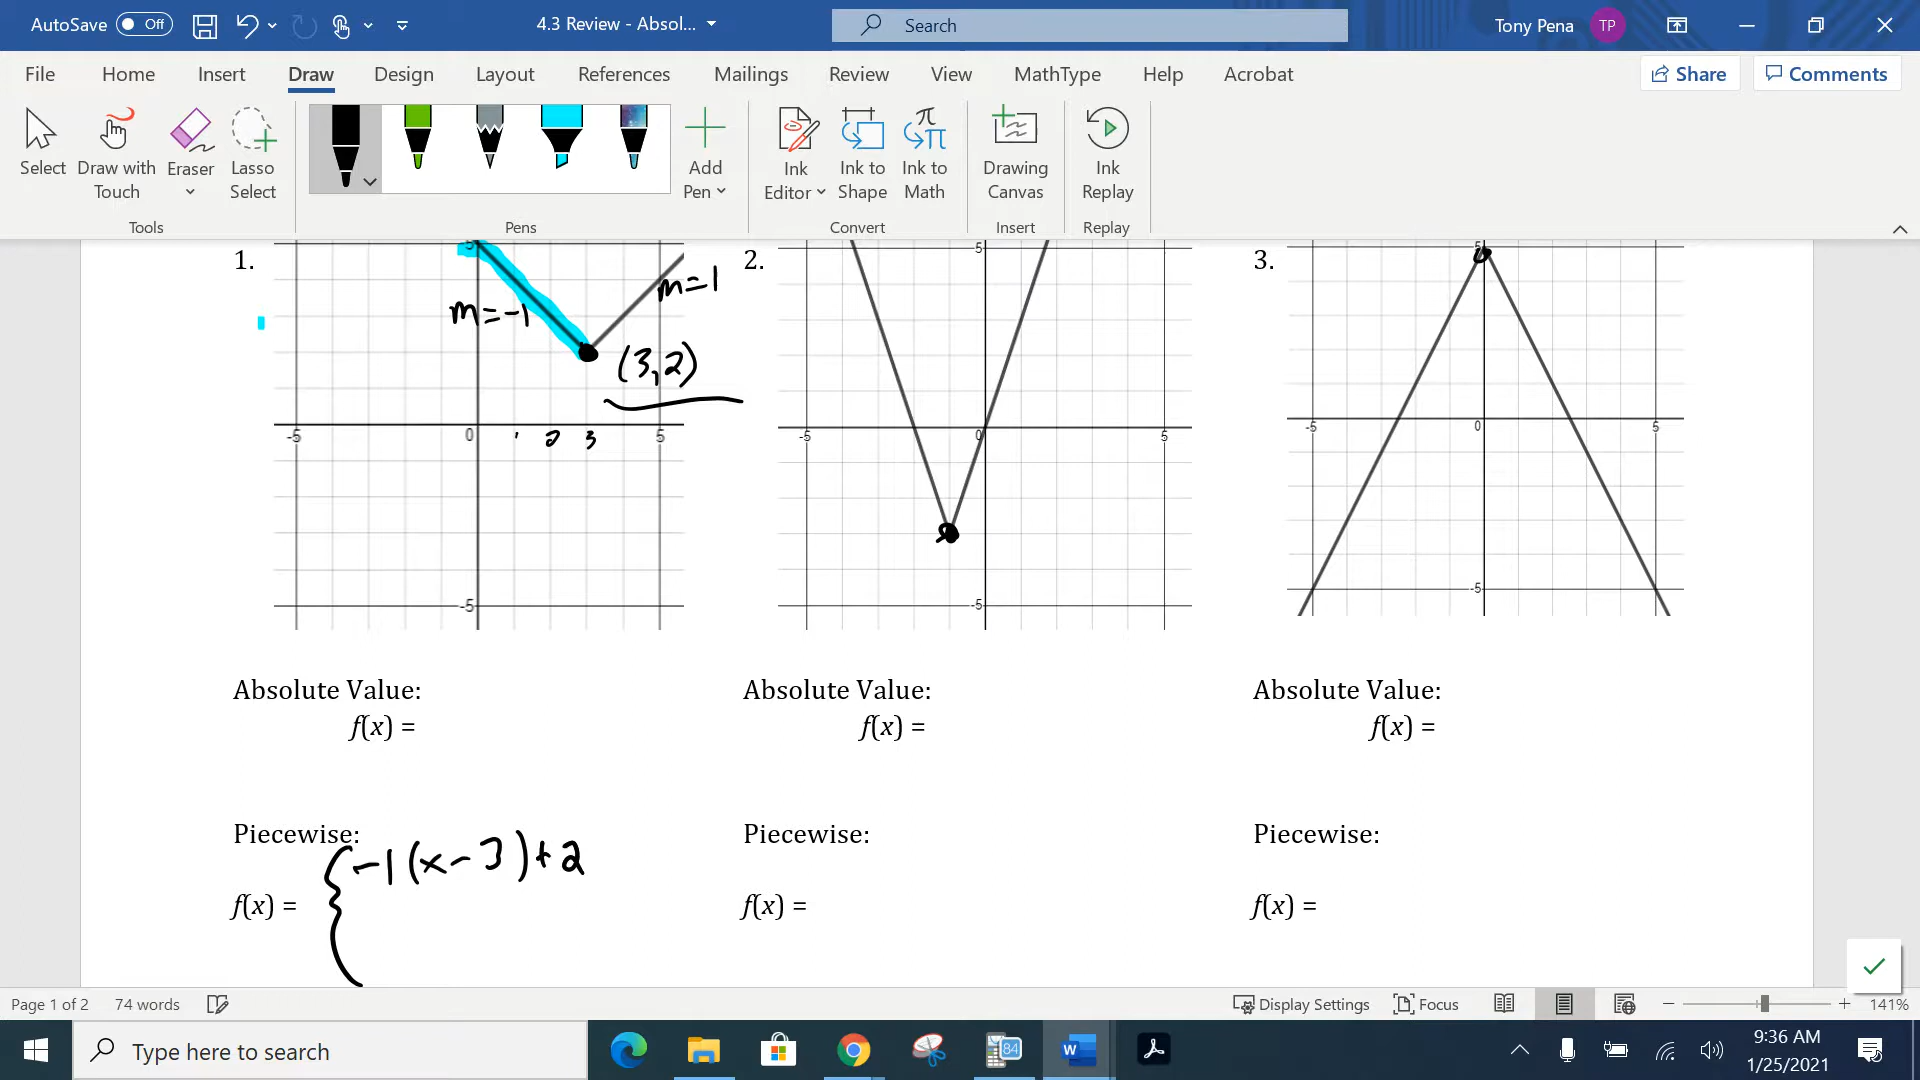 AutoSave Off
4.3 Review - Absol...
Search
Tony Pena TP
File Home Insert Draw Design Layout References Mailings Review View MathType Help Acrobat
Share Comments
Select
Draw with Touch
Eraser
Lasso Select
Add Pen
Ink Editor
Ink to Shape
Ink to Math
Drawing Canvas
Ink Replay
Tools Pens Convert Insert Replay
1. 2. 3.
m=-1
m=1
(3,2)
-5 0 1 2 3 5
-5
5
-5 0 5
-5
5
-5 0 5
-5
Absolute Value: Absolute Value: Absolute Value:
f(x) = f(x) = f(x) =
Piecewise: Piecewise: Piecewise:
-1(x-3)+2
f(x) = { f(x) = f(x) =
Page 1 of 2 74 words
Display Settings Focus
141%
Type here to search
84
W
9:36 AM
1/25/2021